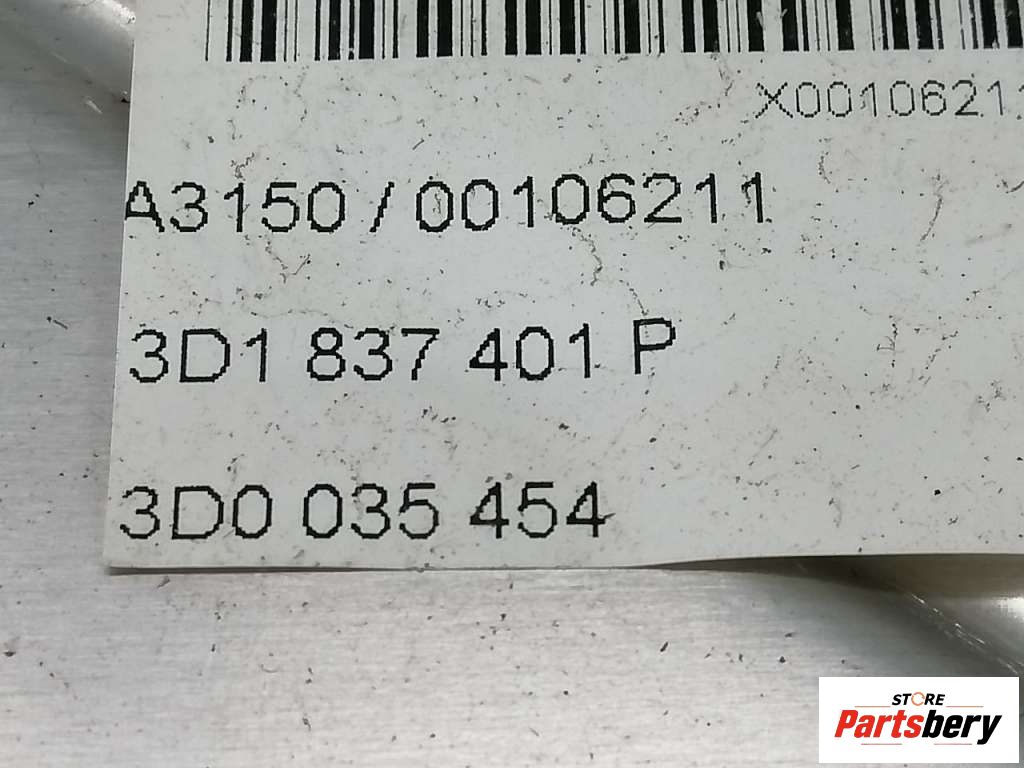 X0010621
A3150 / 00106211
3D1 837 401 P
3D0 035 454
STORE
Partsbery